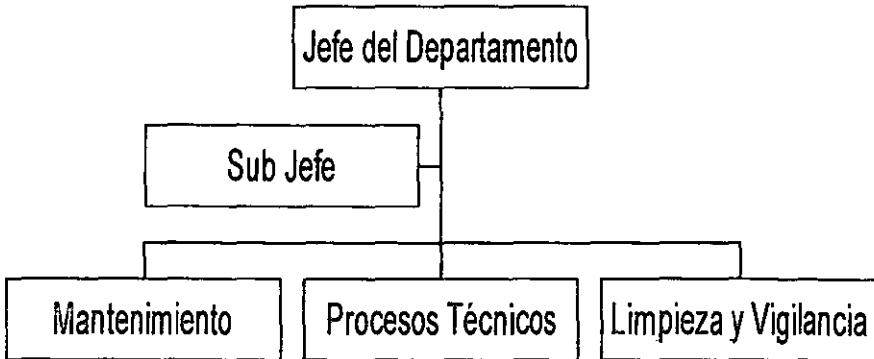 Jefe del Departamento
Sub Jefe
Mantenimiento
Procesos Técnicos
Limpieza y Vigilancia